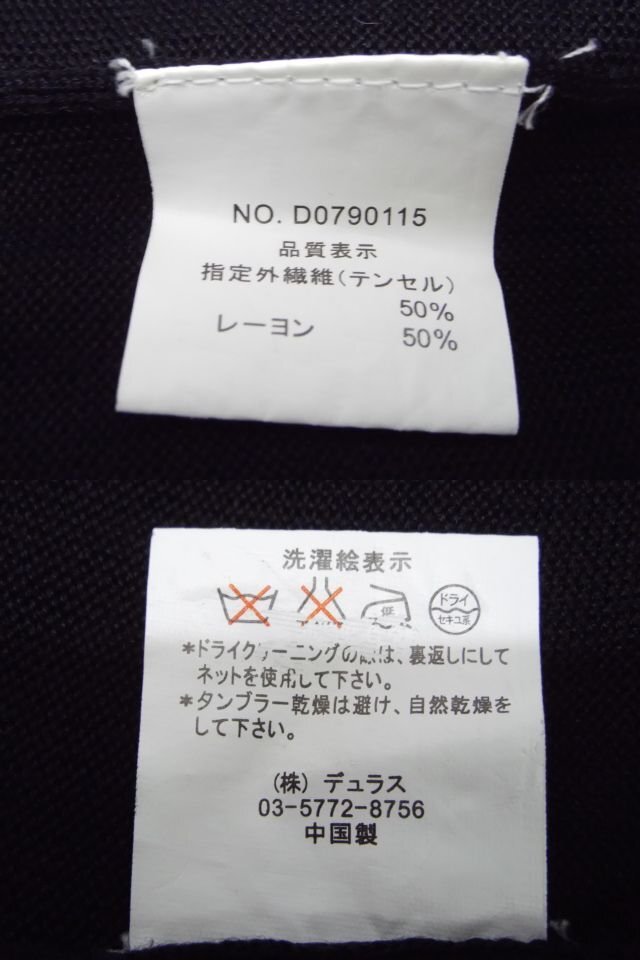 NO. D0790115
品質表示
指定外繊維(テンセル)
50%
レーヨン 50%
洗濯絵表示
低 ドライ
セキユ系
*ドライクリーニングの際は、裏返しにして
ネットを使用して下さい。
*タンブラー乾燥は避け、自然乾燥を
して下さい。
(株) デュラス
03-5772-8756
中国製